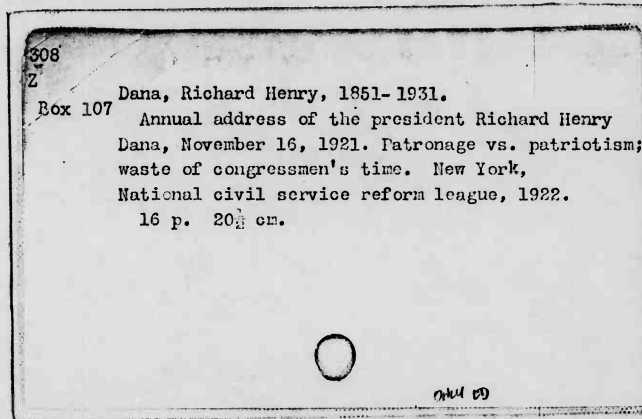 308
Z
Box 107
Dana, Richard Henry, 1851-1931.
Annual address of the president Richard Henry
Dana, November 16, 1921. Patronage vs. patriotism;
waste of congressmen's time. New York,
National civil service reform league, 1922.
16 p. 20½ cm.